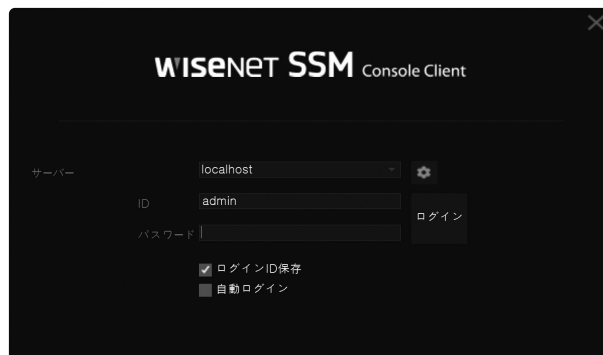 WISENET SSM Console Client
サーバー localhost
ID admin
パスワード
ログイン
ログインID保存
自動ログイン